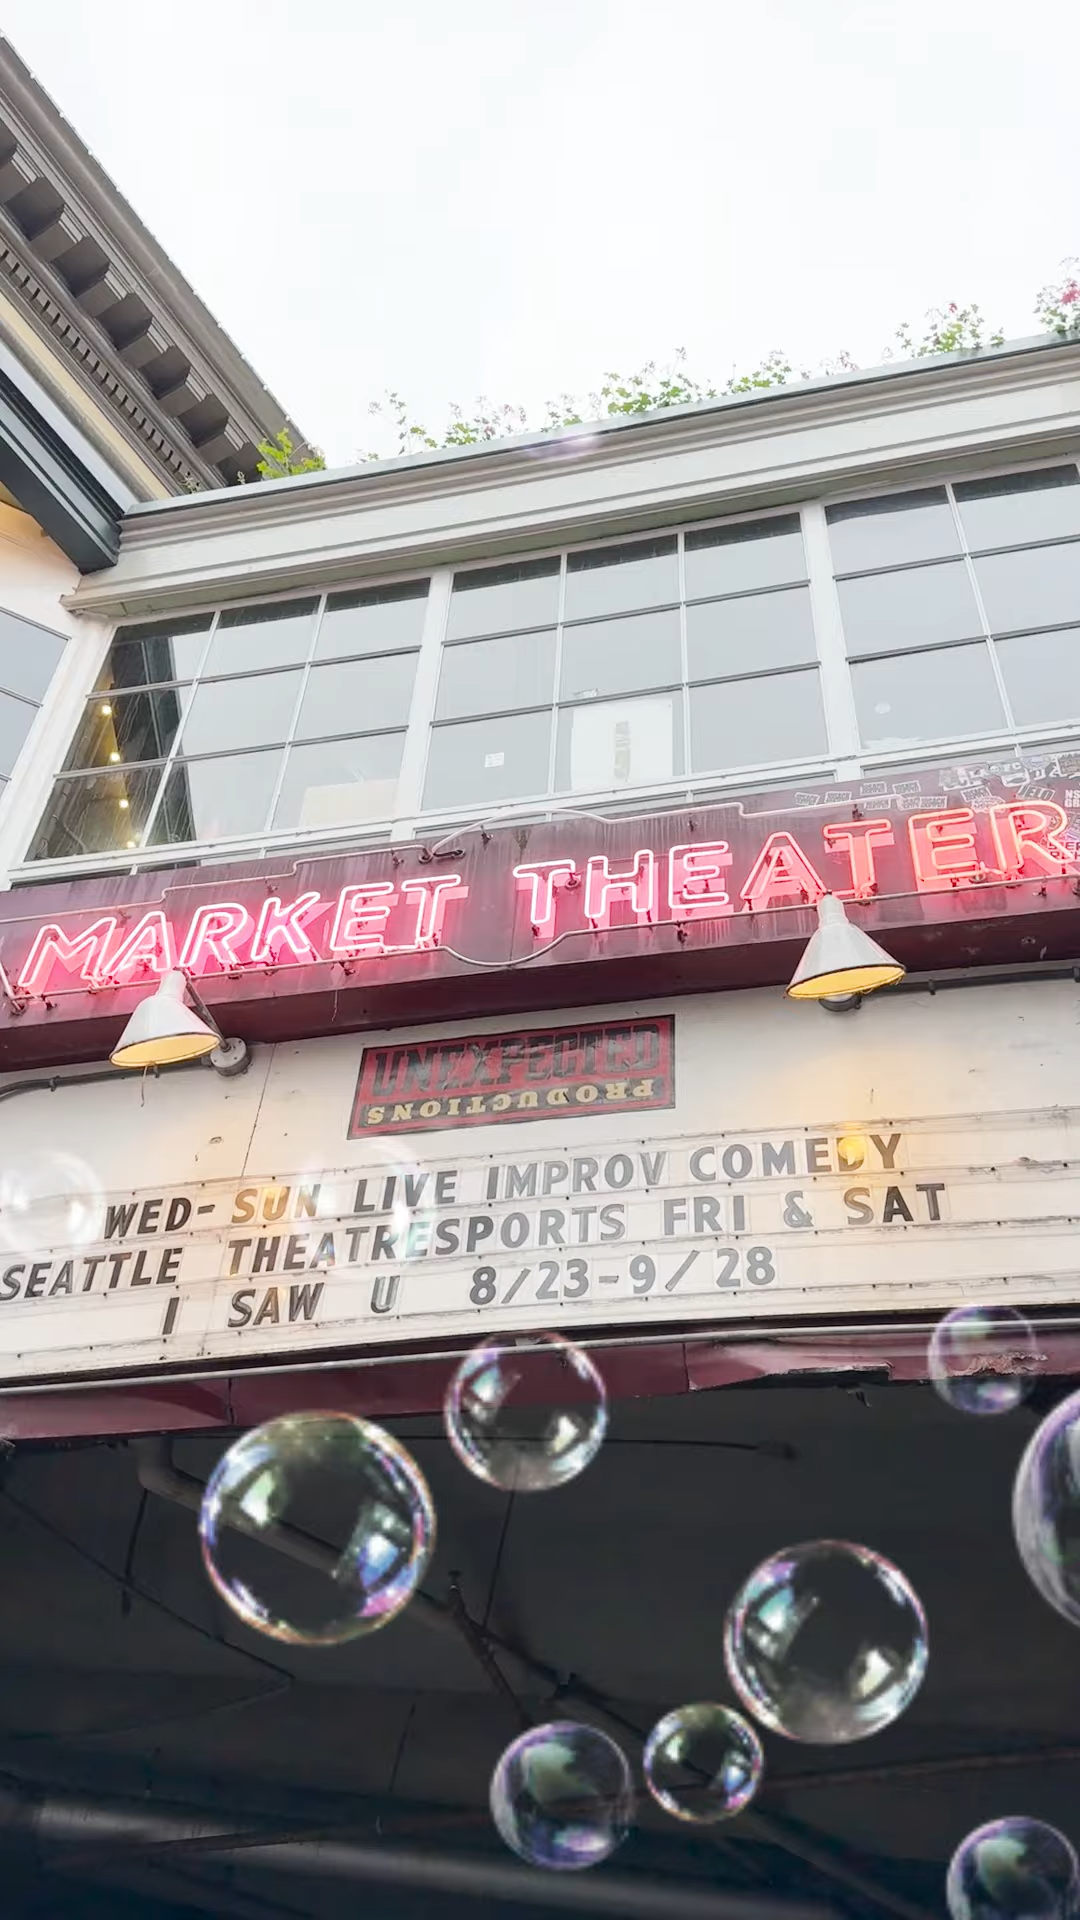 MARKET THEATER
UNEXPECTED
PRODUCTIONS
WED-SUN LIVE IMPROV COMEDY
SEATTLE THEATRESPORTS FRI & SAT
I SAW U 8/23-9/28